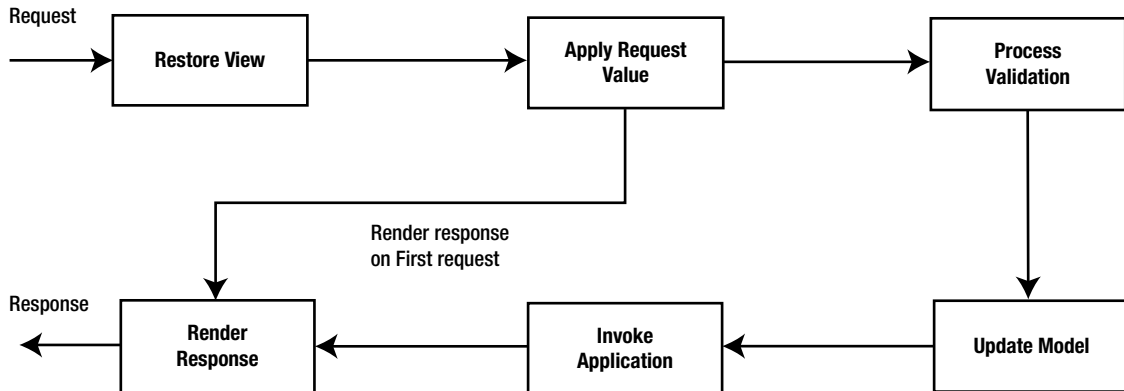 Request
Restore View
Apply Request
Value
Process
Validation
Render response
on First request
Response
Render
Response
Invoke
Application
Update Model